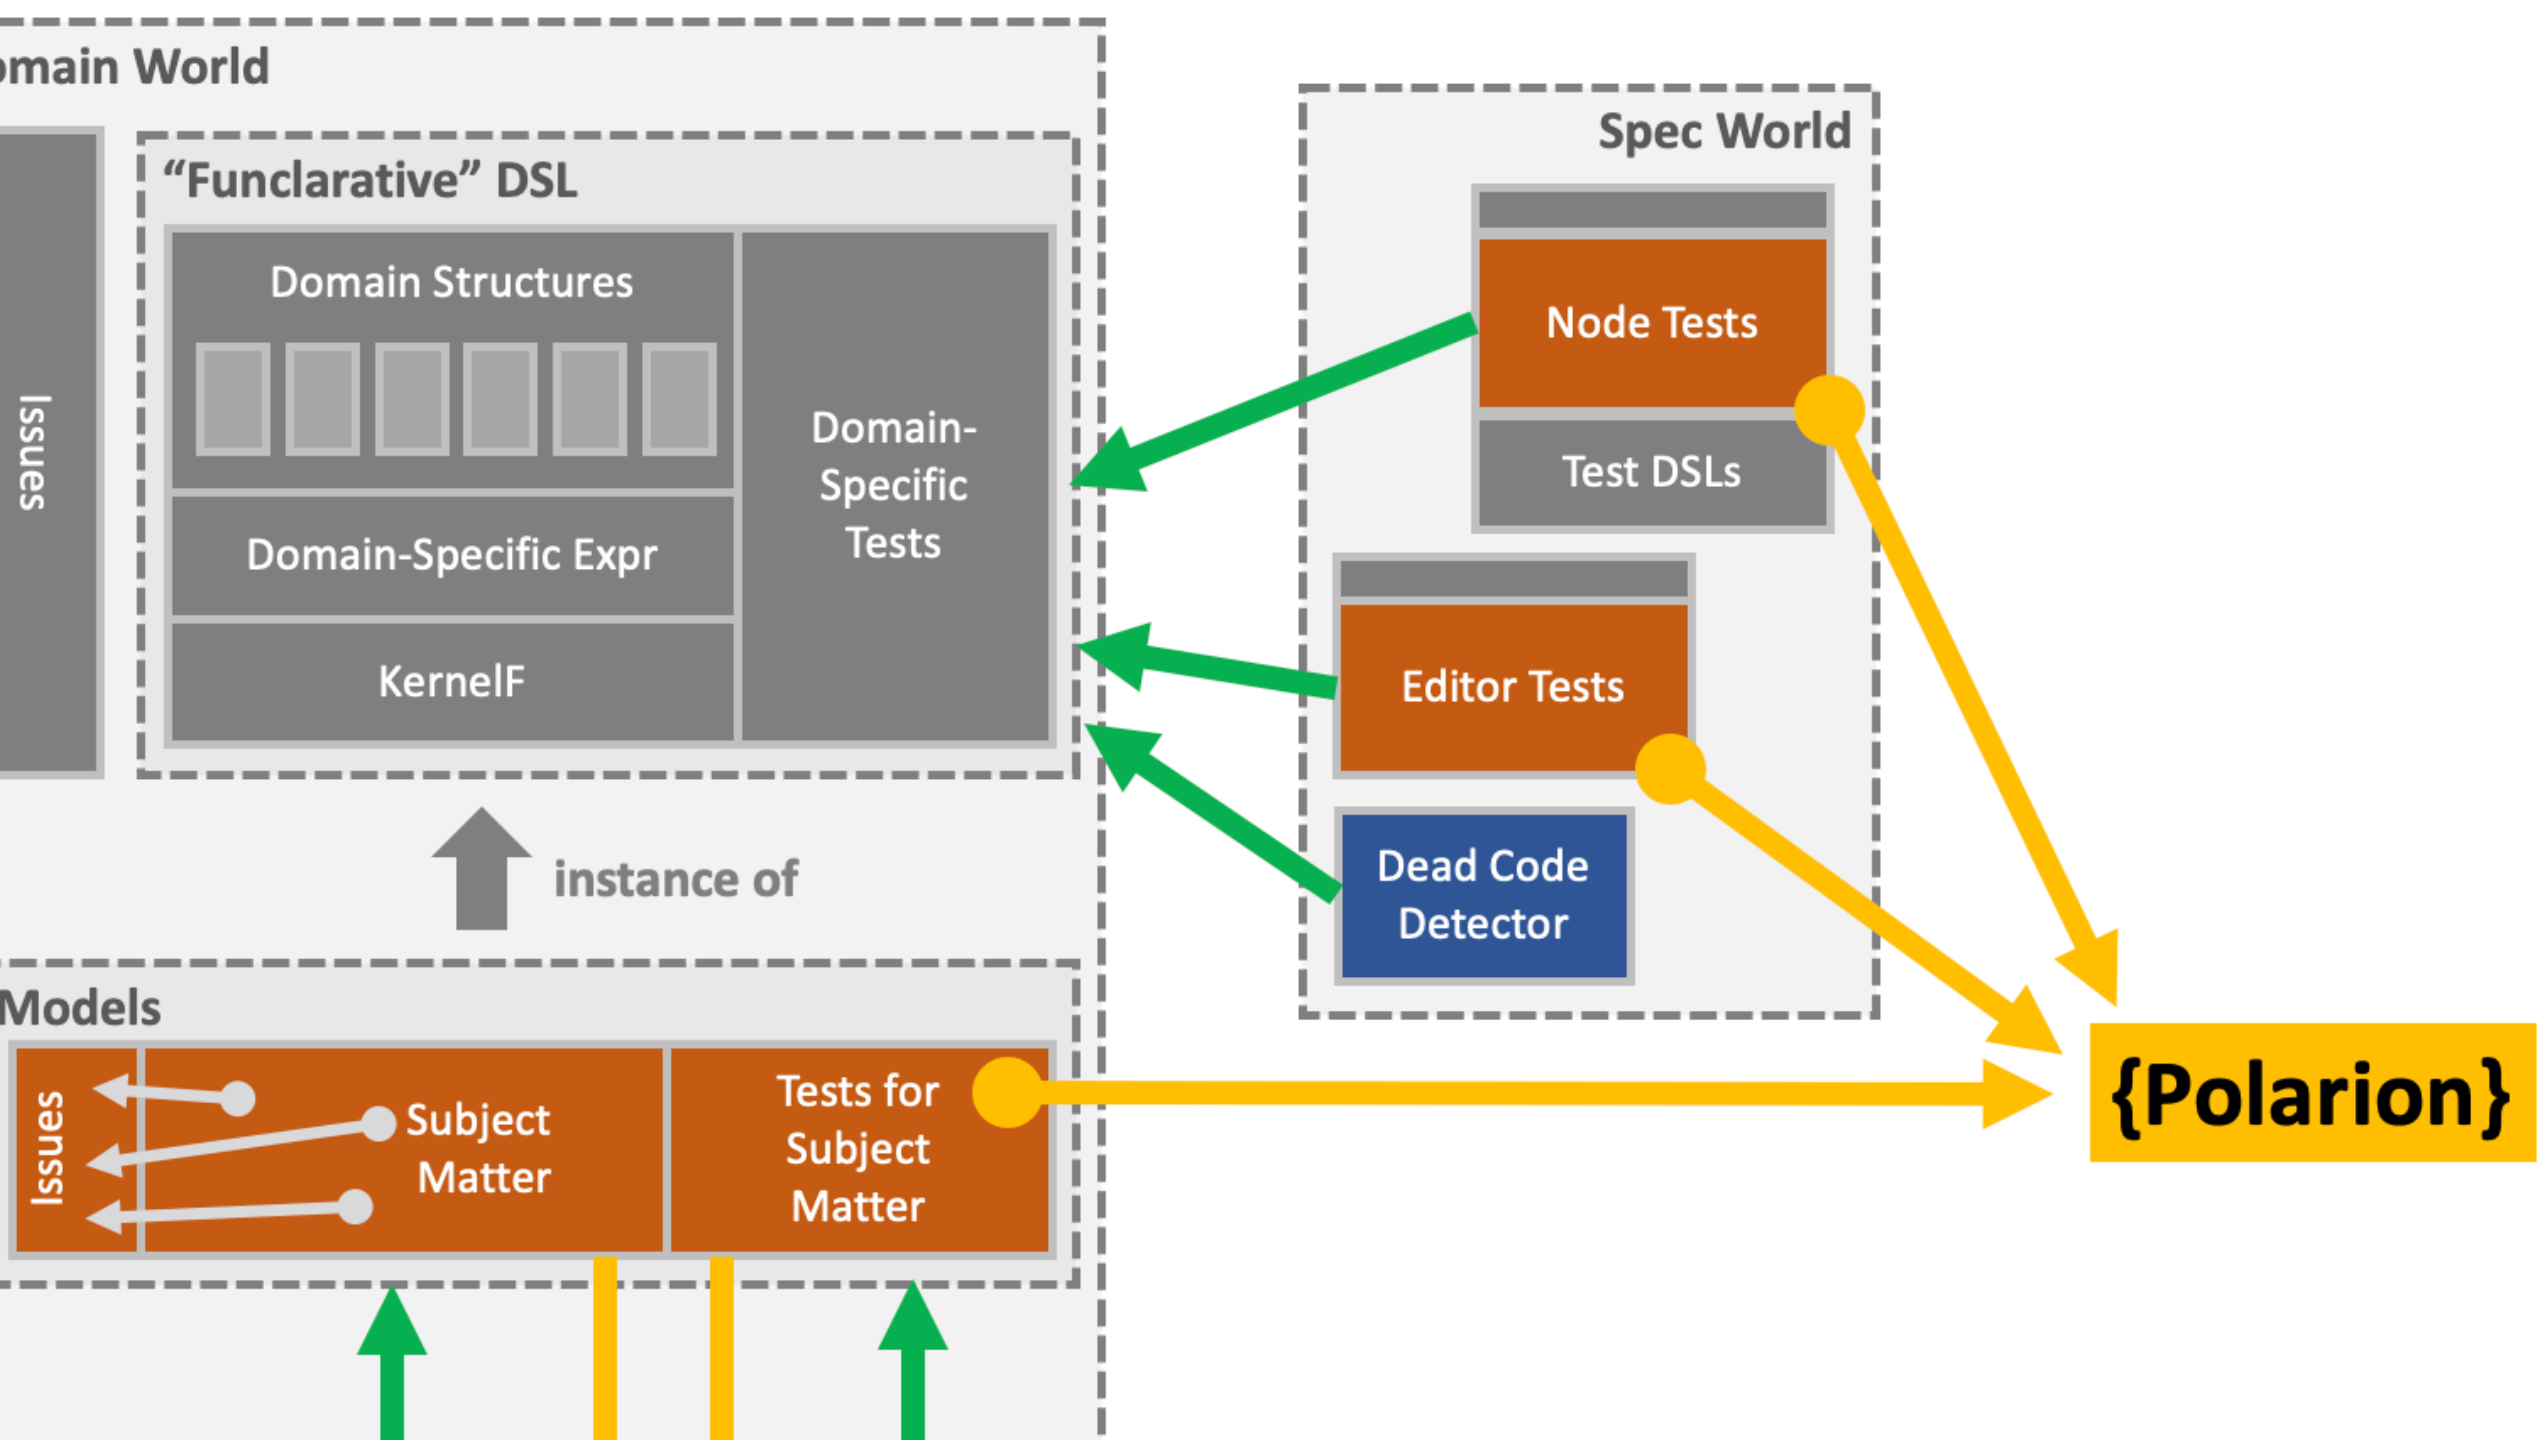 omain World
“Funclarative” DSL
Issues
Domain Structures
Domain-Specific Expr
KernelF
Domain-
Specific
Tests
instance of
Models
Issues
Subject
Matter
Tests for
Subject
Matter
Spec World
Node Tests
Test DSLs
Editor Tests
Dead Code
Detector
{Polarion}